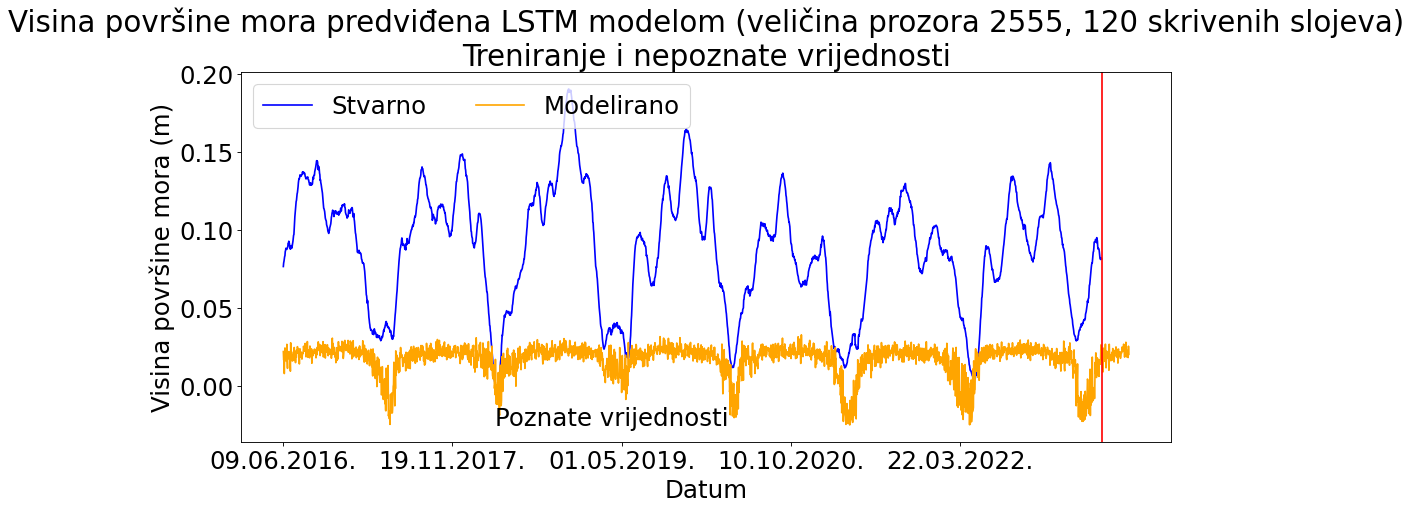 Visina površine mora predviđena LSTM modelom (veličina prozora 2555, 120 skrivenih slojeva)
Treniranje i nepoznate vrijednosti
Stvarno Modelirano
Visina površine mora (m)
0.20
0.15
0.10
0.05
0.00
Poznate vrijednosti
09.06.2016. 19.11.2017. 01.05.2019. 10.10.2020. 22.03.2022.
Datum